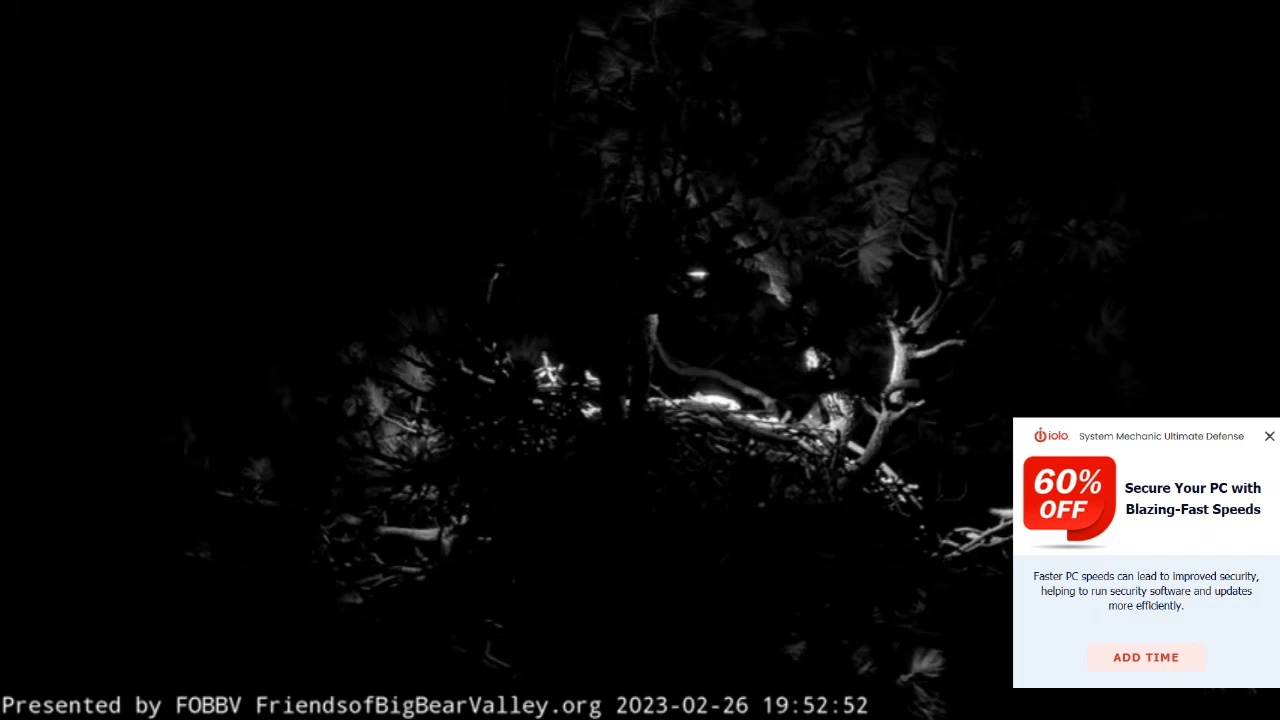 iolo System Mechanic Ultimate Defense
60%
OFF
Secure Your PC with
Blazing-Fast Speeds
Faster PC speeds can lead to improved security,
helping to run security software and updates
more efficiently.
ADD TIME
Presented by FOBBV FriendsofBigBearValley.org 2023-02-26 19:52:52